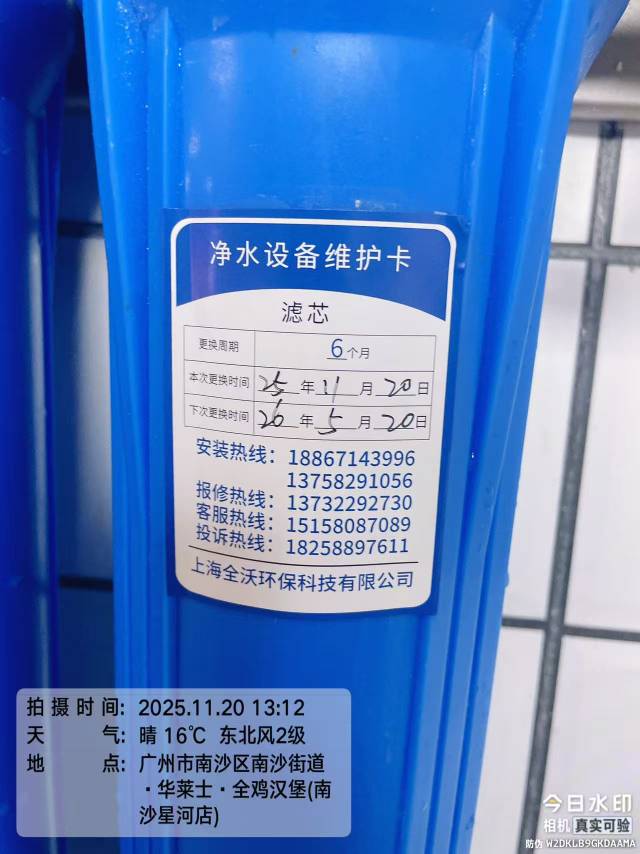 净水设备维护卡
滤芯
更换周期 6个月
本次更换时间 25年11月20日
下次更换时间 26年5月20日
安装热线：18867143996
13758291056
报修热线：13732292730
客服热线：15158087089
投诉热线：18258897611
上海全沃环保科技有限公司
拍摄时间：2025.11.20 13:12
天气：晴 16℃ 东北风2级
地点：广州市南沙区南沙街道
·华莱士·全鸡汉堡(南
沙星河店)
今日水印
相机 真实可验
防伪 W2DKLB9GKDAAMA